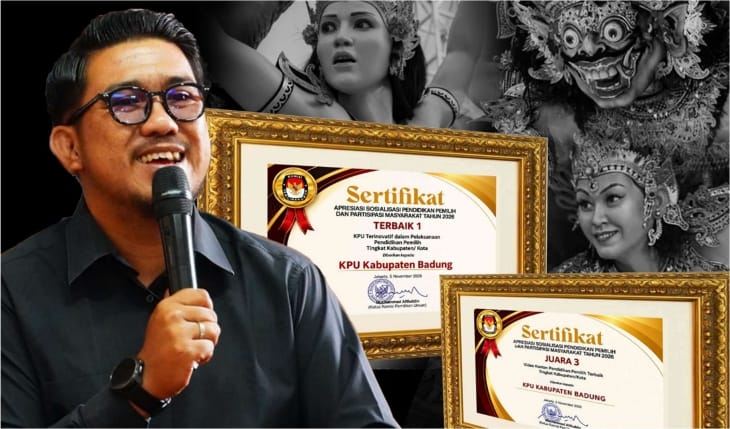 Sertifikat
APRESIASI SOSIALISASI PENDIDIKAN PEMILIH
DAN PARTISIPASI MASYARAKAT TAHUN 2026
TERBAIK 1
KPU Terinovatif dalam Pelaksanaan
Pendidikan Pemilih
Tingkat Kabupaten/ Kota
Diberikan kepada:
KPU Kabupaten Badung
Sertifikat
APRESIASI SOSIALISASI PENDIDIKAN PEMILIH
DAN PARTISIPASI MASYARAKAT TAHUN 2026
JUARA 3
Video Konten Pendidikan Pemilih Terbaik
Tingkat Kabupaten/Kota
Diberikan kepada:
KPU KABUPATEN BADUNG